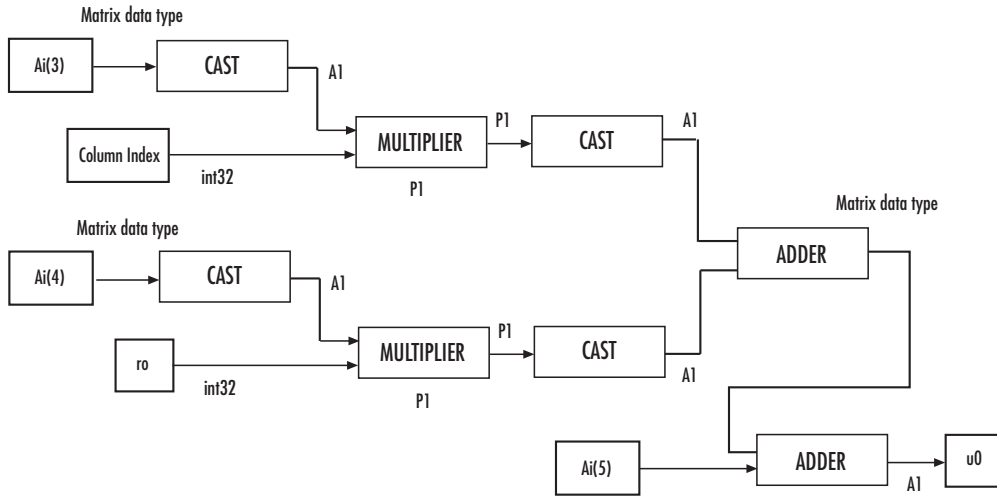 Matrix data type
Ai(3)
CAST
A1
MULTIPLIER
P1
CAST
A1
Column Index
int32
P1
Matrix data type
Matrix data type
Ai(4)
CAST
A1
ADDER
MULTIPLIER
P1
CAST
A1
ro
int32
P1
Ai(5)
ADDER
A1
u0